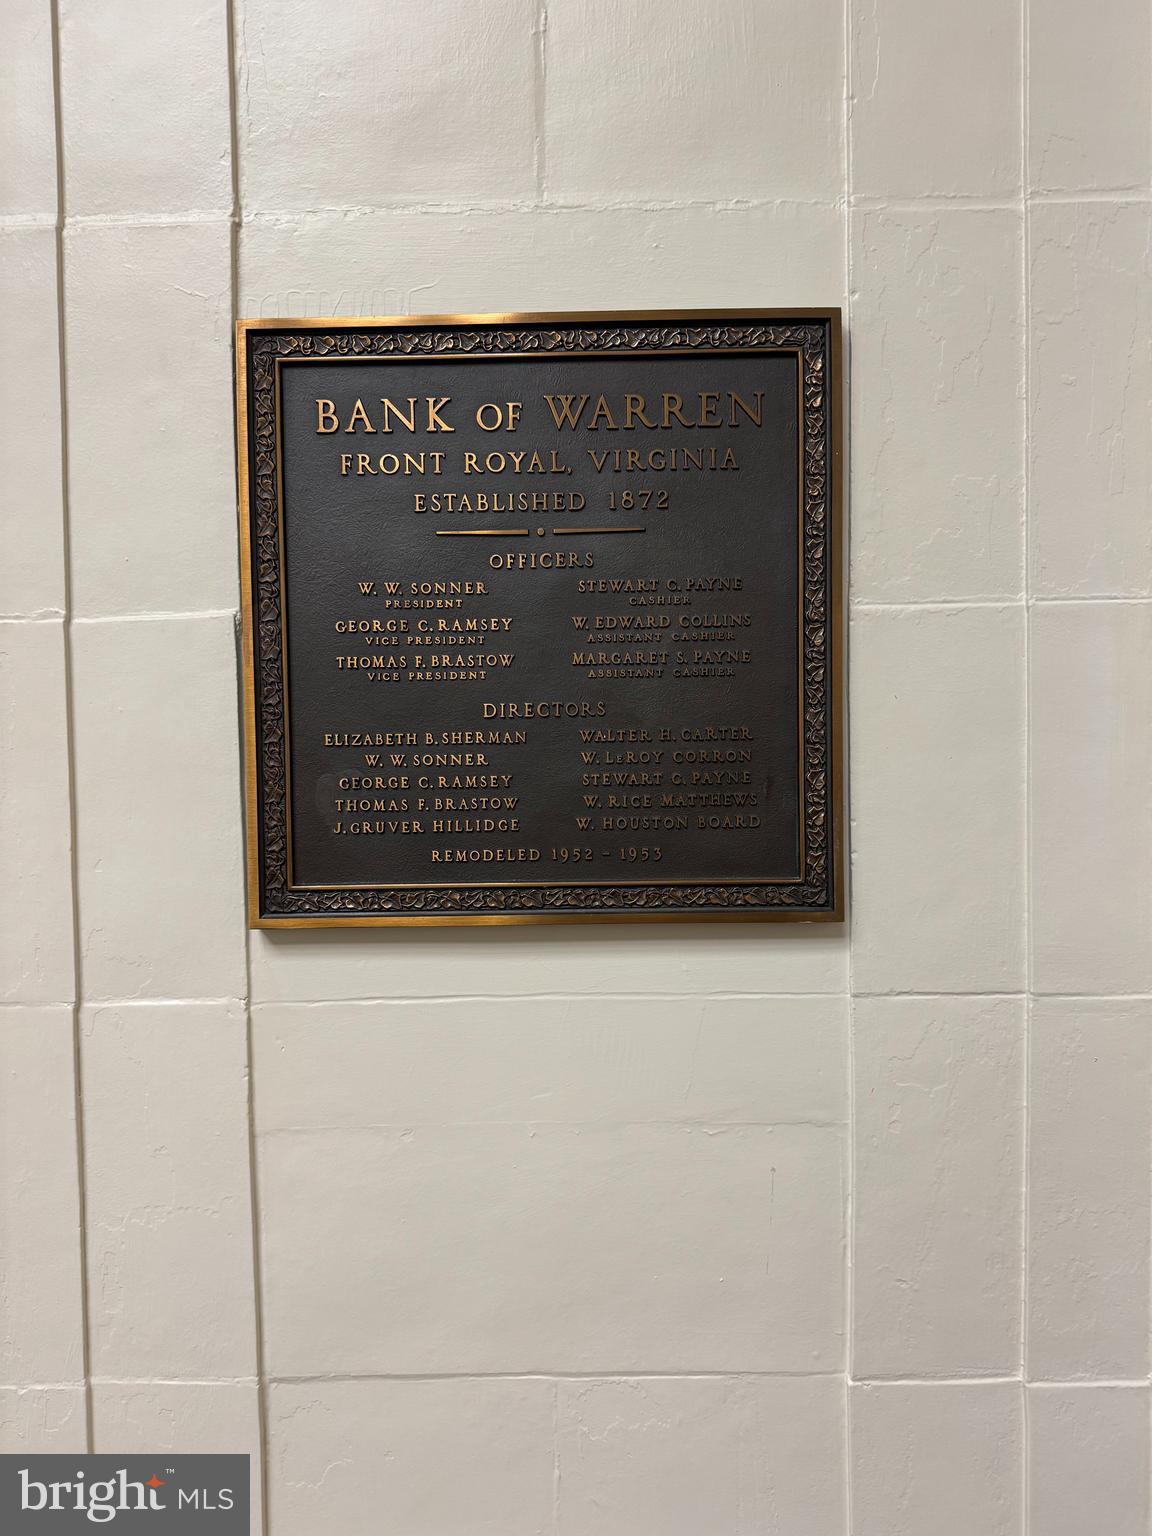 BANK OF WARREN
FRONT ROYAL, VIRGINIA
ESTABLISHED 1872
OFFICERS
W. W. SONNER
PRESIDENT
GEORGE C. RAMSEY
VICE PRESIDENT
THOMAS F. BRASTOW
VICE PRESIDENT
STEWART C. PAYNE
CASHIER
W. EDWARD COLLINS
ASSISTANT CASHIER
MARGARET S. PAYNE
ASSISTANT CASHIER
DIRECTORS
ELIZABETH B. SHERMAN
W. W. SONNER
GEORGE C. RAMSEY
THOMAS F. BRASTOW
J. GRUVER HILLIDGE
WALTER H. CARTER
W. LeROY CORRON
STEWART C. PAYNE
W. RICE MATTHEWS
W. HOUSTON BOARD
REMODELED 1952 - 1953
bright™ MLS